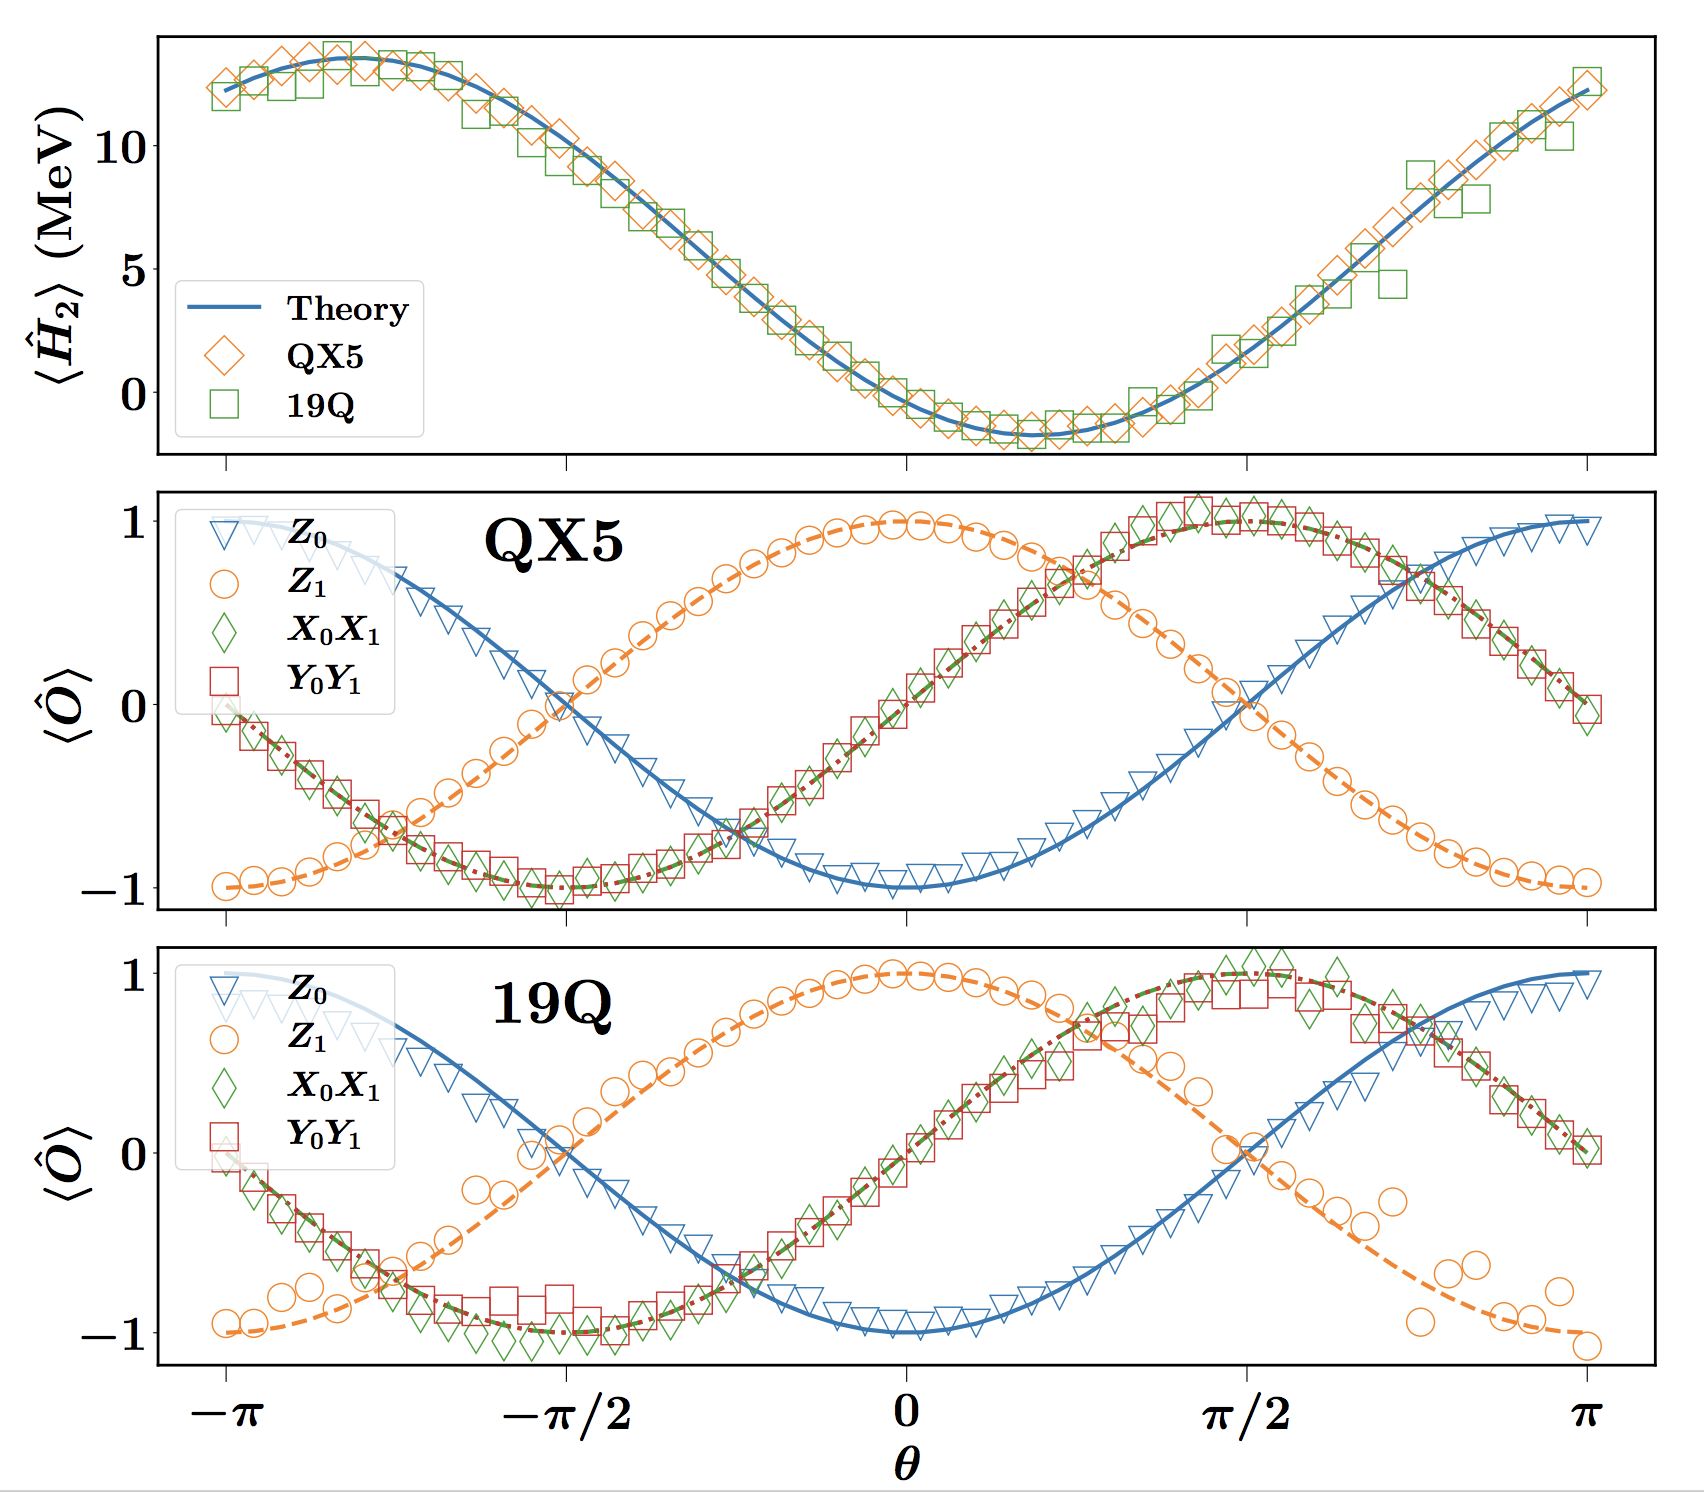 ⟨Ĥ₂⟩ (MeV)
10
5
0
Theory
QX5
19Q
⟨Ô⟩
1
0
−1
Z₀
Z₁
X₀X₁
Y₀Y₁
QX5
⟨Ô⟩
1
0
−1
Z₀
Z₁
X₀X₁
Y₀Y₁
19Q
−π −π/2 0 π/2 π
θ